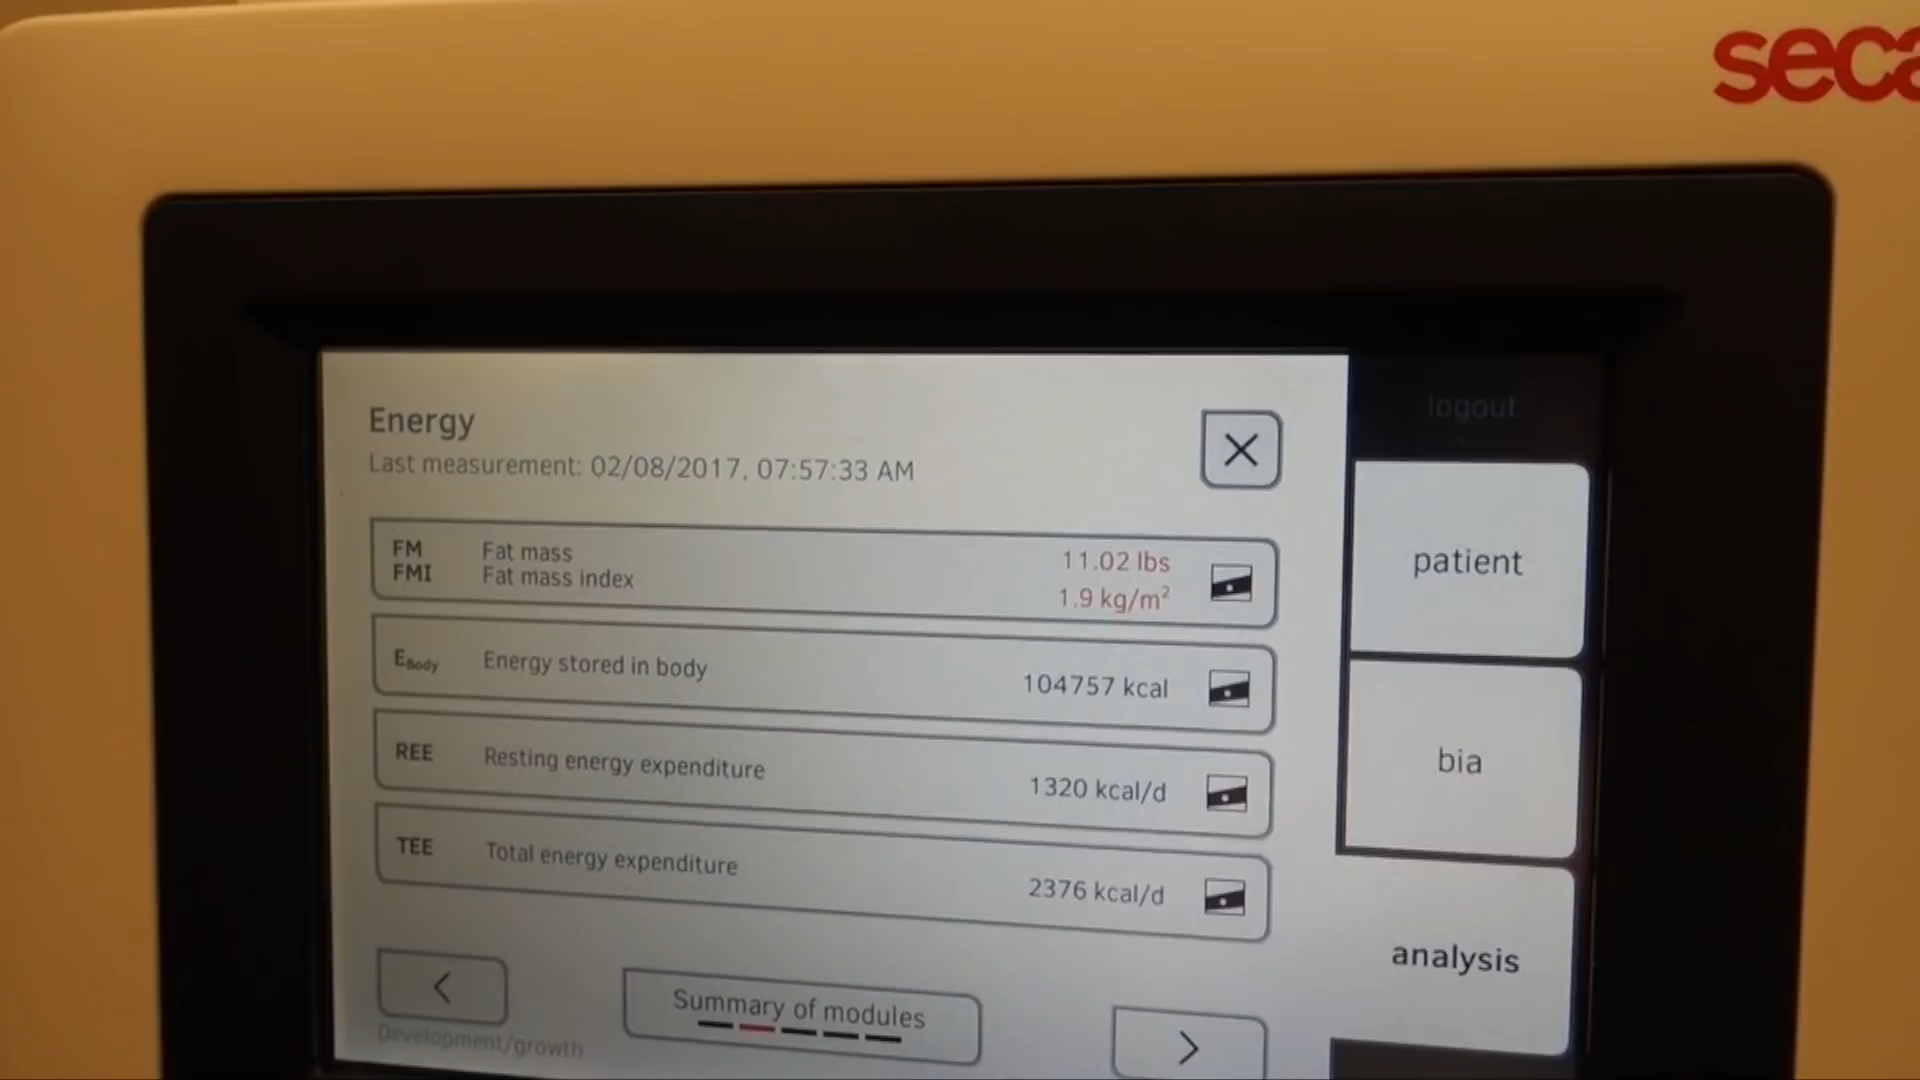 seca
logout
Energy
Last measurement: 02/08/2017, 07:57:33 AM
FM Fat mass 11.02 lbs
FMI Fat mass index 1.9 kg/m²
EBody Energy stored in body 104757 kcal
REE Resting energy expenditure 1320 kcal/d
TEE Total energy expenditure 2376 kcal/d
patient
bia
analysis
< Summary of modules >
Development/growth